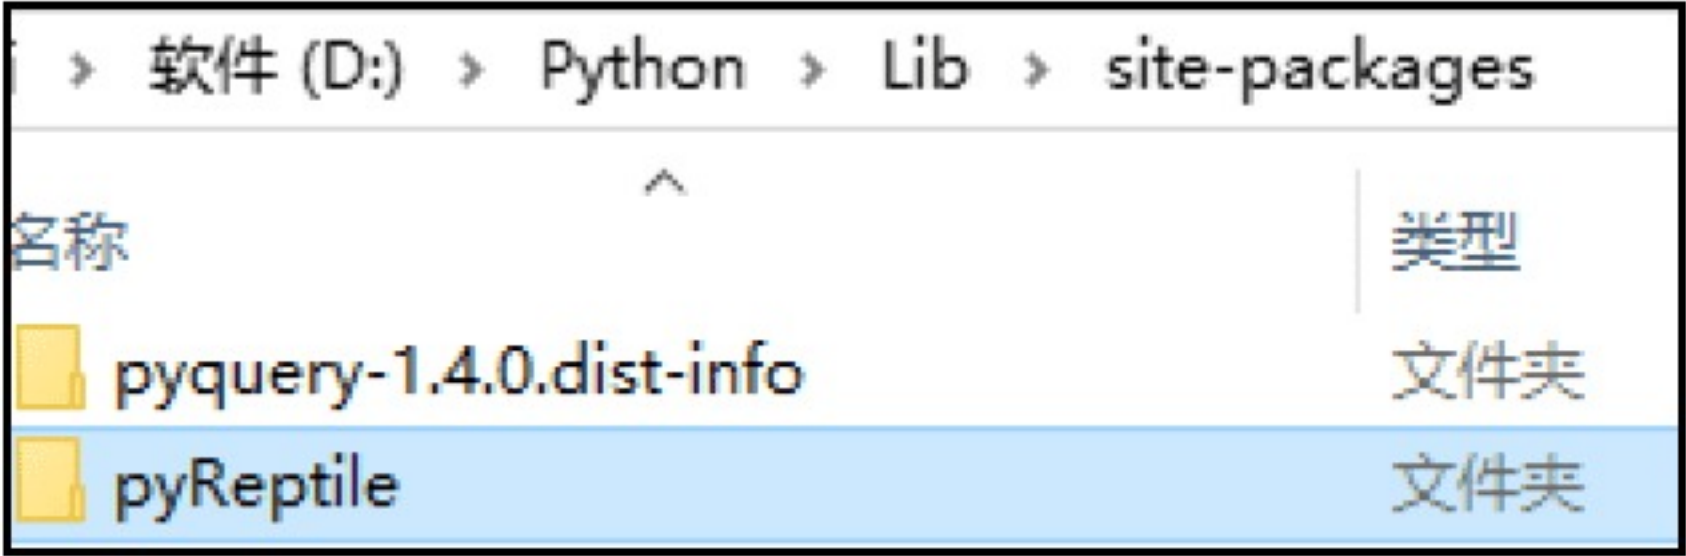 软件 (D:) > Python > Lib > site-packages
名称 类型
pyquery-1.4.0.dist-info 文件夹
pyReptile 文件夹